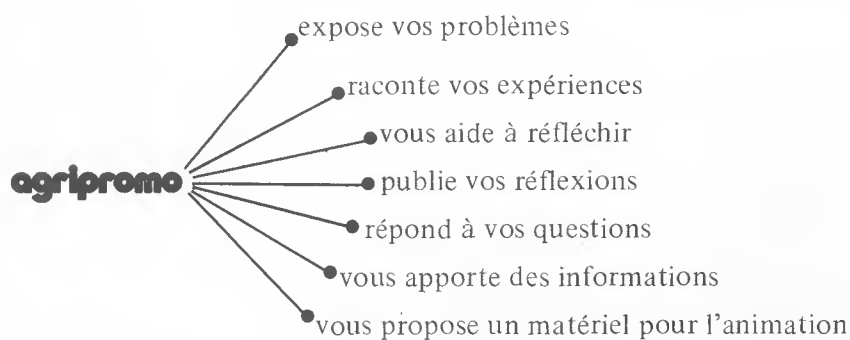 expose vos problèmes
raconte vos expériences
vous aide à réfléchir
agripromo
publie vos réflexions
répond à vos questions
vous apporte des informations
vous propose un matériel pour l'animation